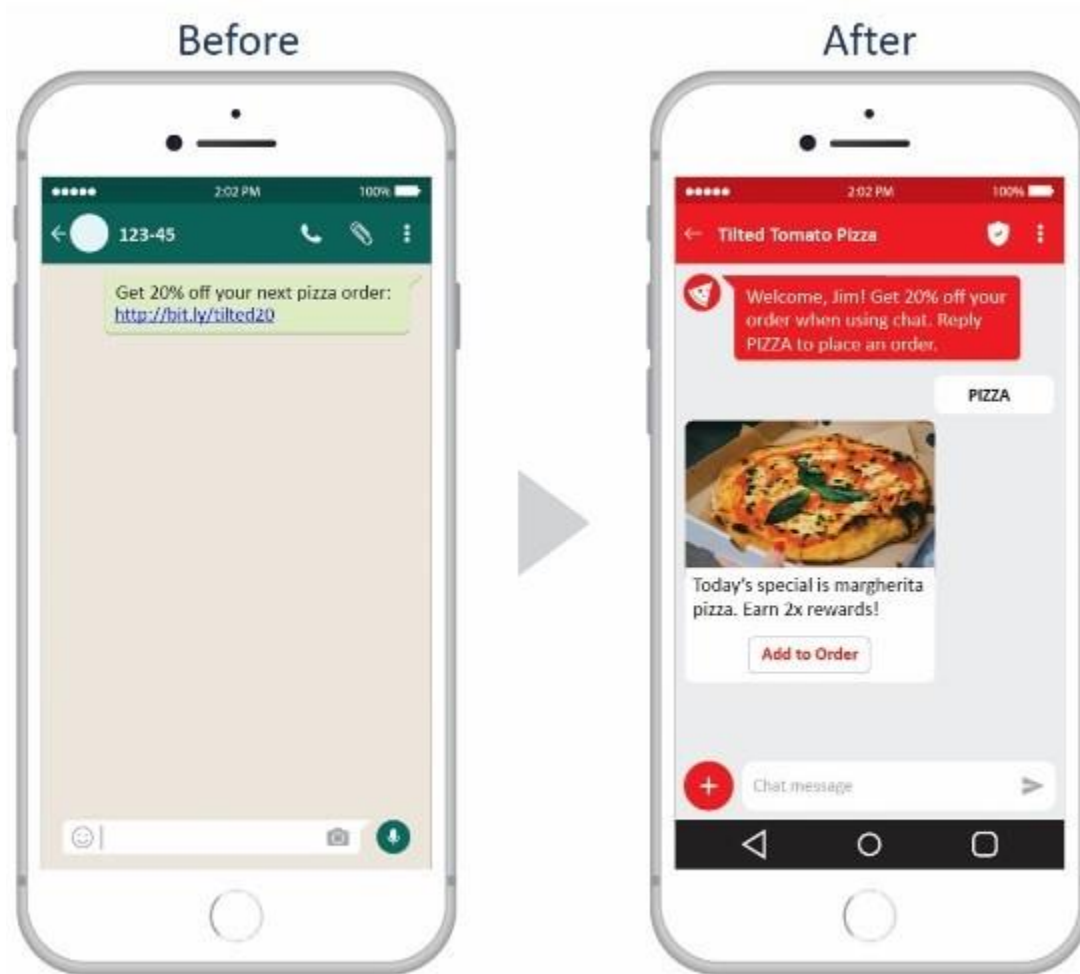 Before
After
2:02 PM
100%
123-45
Get 20% off your next pizza order:
http://bit.ly/tilted20
2:02 PM
100%
Tilted Tomato Pizza
Welcome, Jim! Get 20% off your
order when using chat. Reply
PIZZA to place an order.
PIZZA
Today's special is margherita
pizza. Earn 2x rewards!
Add to Order
Chat message